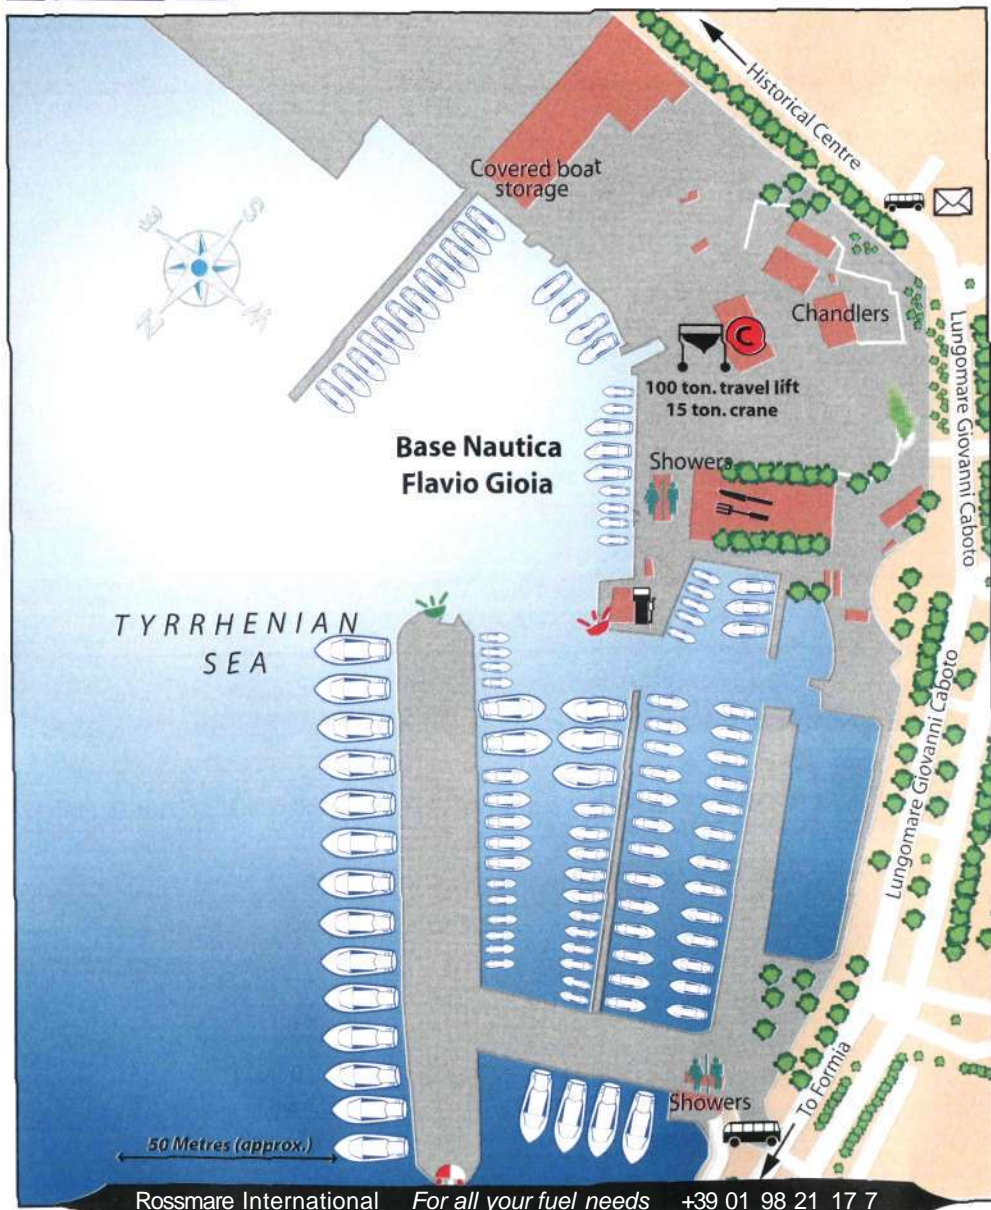 Historical Centre
Covered boat
storage
E
S
N
W
Chandlers
C
100 ton. travel lift
15 ton. crane
Lungomare Giovanni Caboto
Base Nautica
Flavio Gioia
Showers
TYRRHENIAN
SEA
Lungomare Giovanni Caboto
To Formia
Showers
50 Metres (approx.)
Rossmare International For all your fuel needs +39 01 98 21 17 7